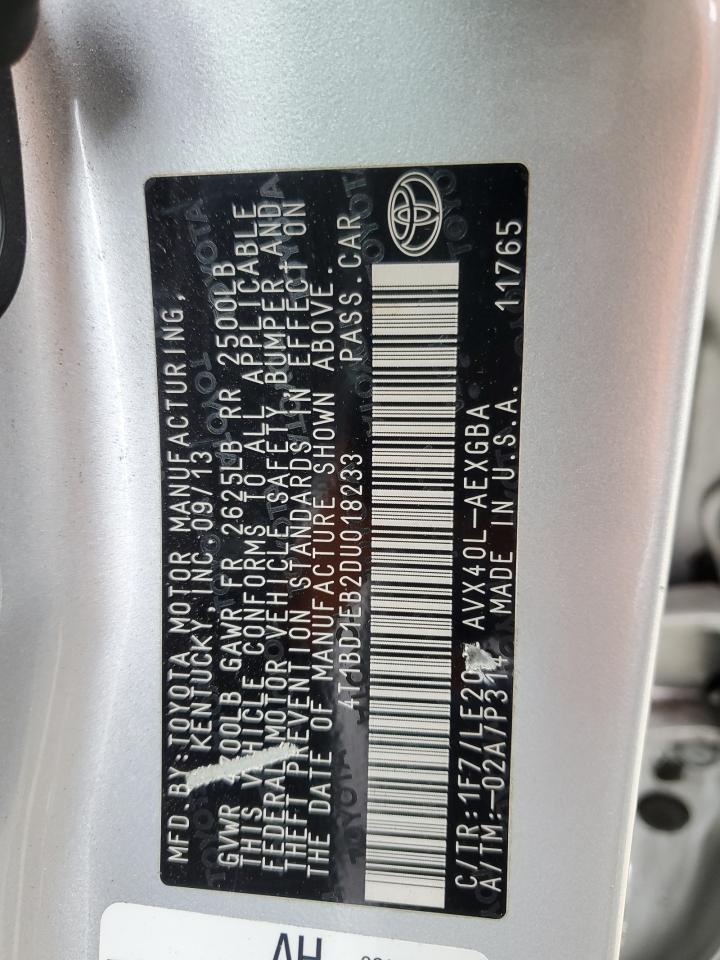 MFD. BY: TOYOTA MOTOR MANUFACTURING,
KENTUCKY, INC. 09/13
GVWR LB GAWR FR 2625LB RR 2500LB
THIS VEHICLE CONFORMS TO ALL APPLICABLE
FEDERAL MOTOR VEHICLE SAFETY, BUMPER, AND
THEFT PREVENTION STANDARDS IN EFFECT ON
THE DATE OF MANUFACTURE SHOWN ABOVE.
4T1BD1EB2DU018233 PASS. CAR
C/TR: 1F7/LE20 AVX40L-AEXGBA
A/TM: -02A/P314 MADE IN U.S.A. 11765
TOYOTA
AH